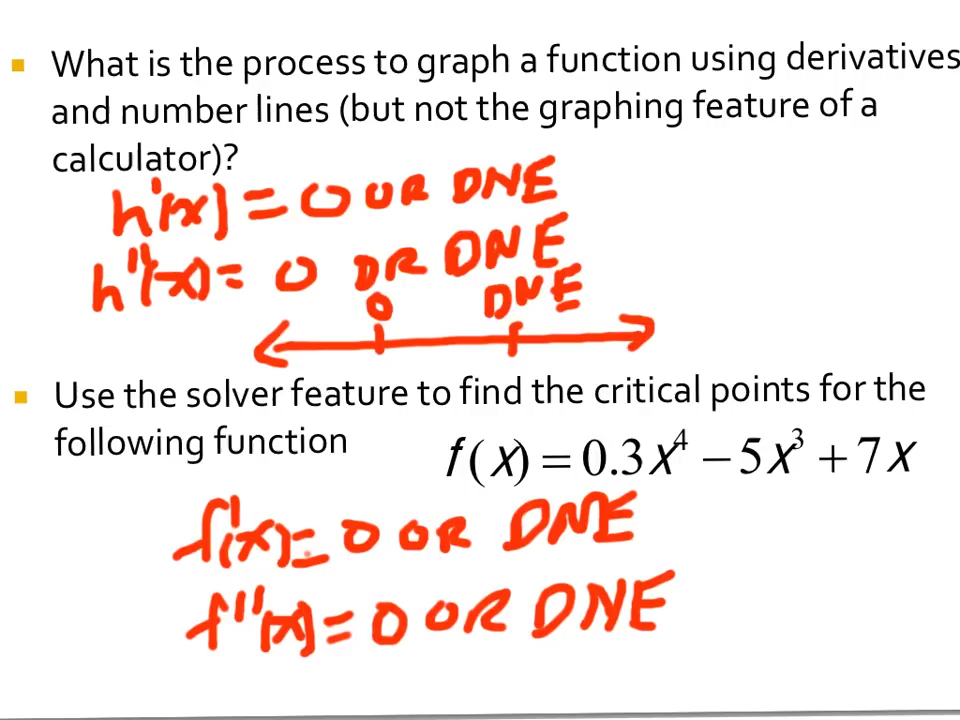 What is the process to graph a function using derivatives
and number lines (but not the graphing feature of a
calculator)?
h'(x) = 0 OR DNE
h''(x) = 0 OR DNE
0 DNE
Use the solver feature to find the critical points for the
following function f(x) = 0.3x⁴ − 5x³ + 7x
f'(x) = 0 OR DNE
f''(x) = 0 OR DNE